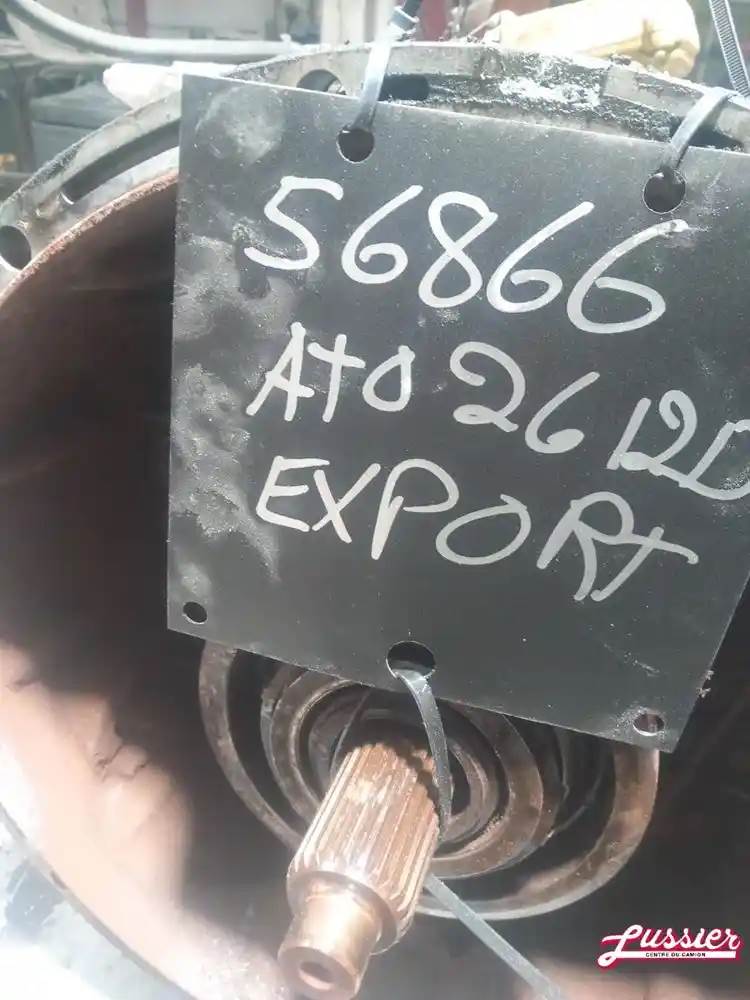 56866
ATO 2612D
EXPORT
Lussier
CENTRE DU CAMION